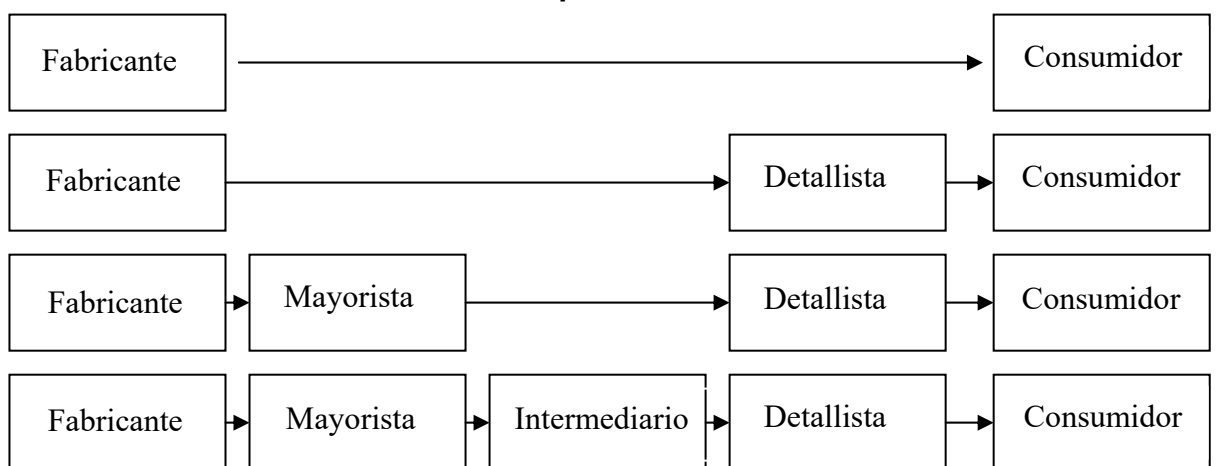 Fabricante Consumidor
Fabricante Detallista Consumidor
Fabricante Mayorista Detallista Consumidor
Fabricante Mayorista Intermediario Detallista Consumidor